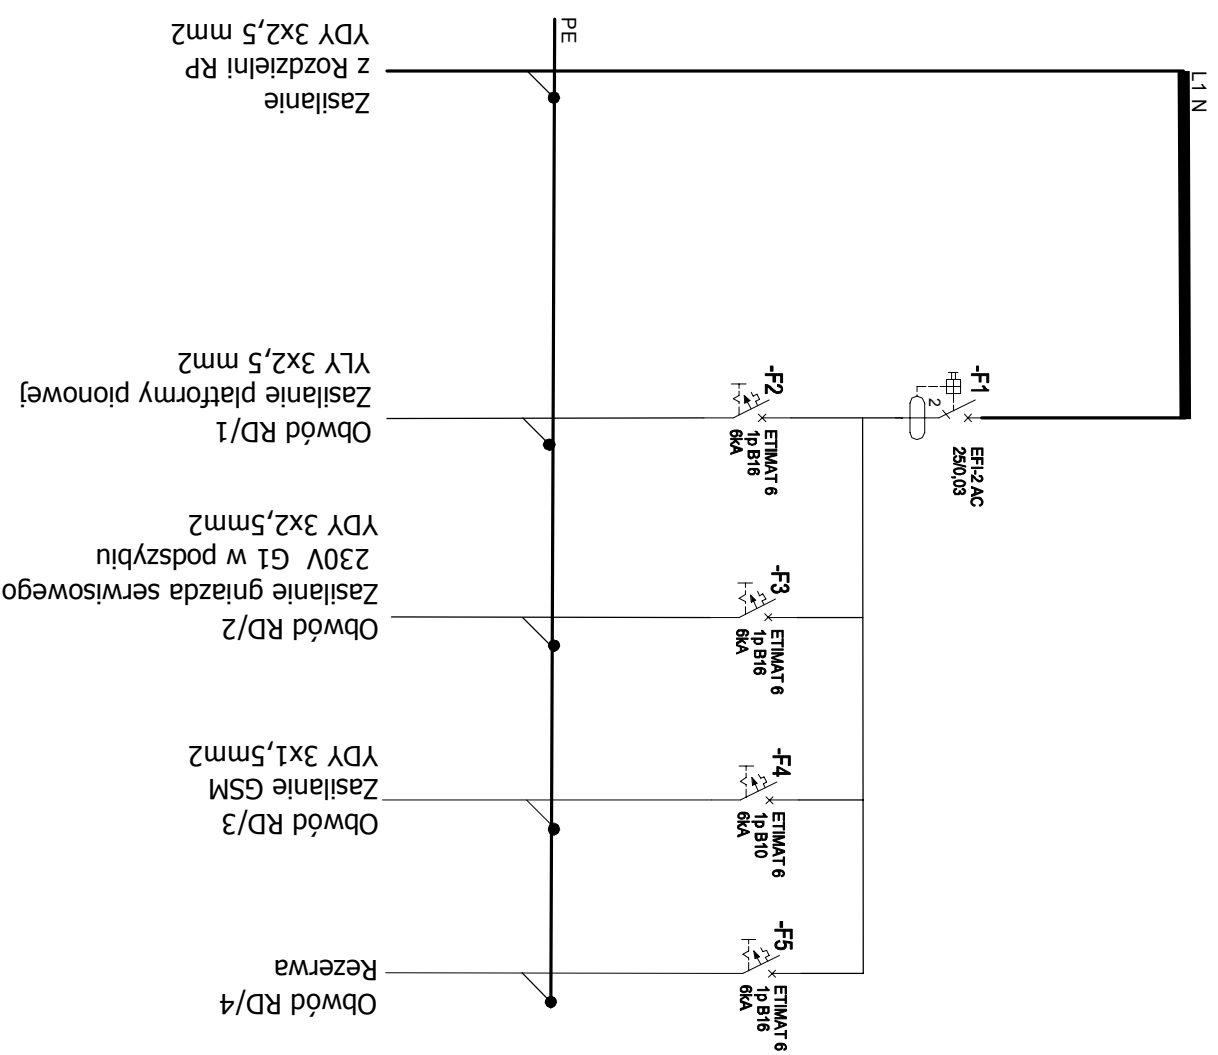 PE
L1 N
Zasilanie
z Rozdzielni RP
YDY 3x2,5 mm2
-F1
2
EFI-2 AC
25/0,03
-F2
ETIMAT 6
1p B16
6kA
Obwód RD/1
Zasilanie platformy pionowej
YLY 3x2,5 mm2
-F3
ETIMAT 6
1p B16
6kA
Obwód RD/2
Zasilanie gniazda serwisowego
230V G1 w podszybiu
YDY 3x2,5mm2
-F4
ETIMAT 6
1p B10
6kA
Obwód RD/3
Zasilanie GSM
YDY 3x1,5mm2
-F5
ETIMAT 6
1p B16
6kA
Obwód RD/4
Rezerwa